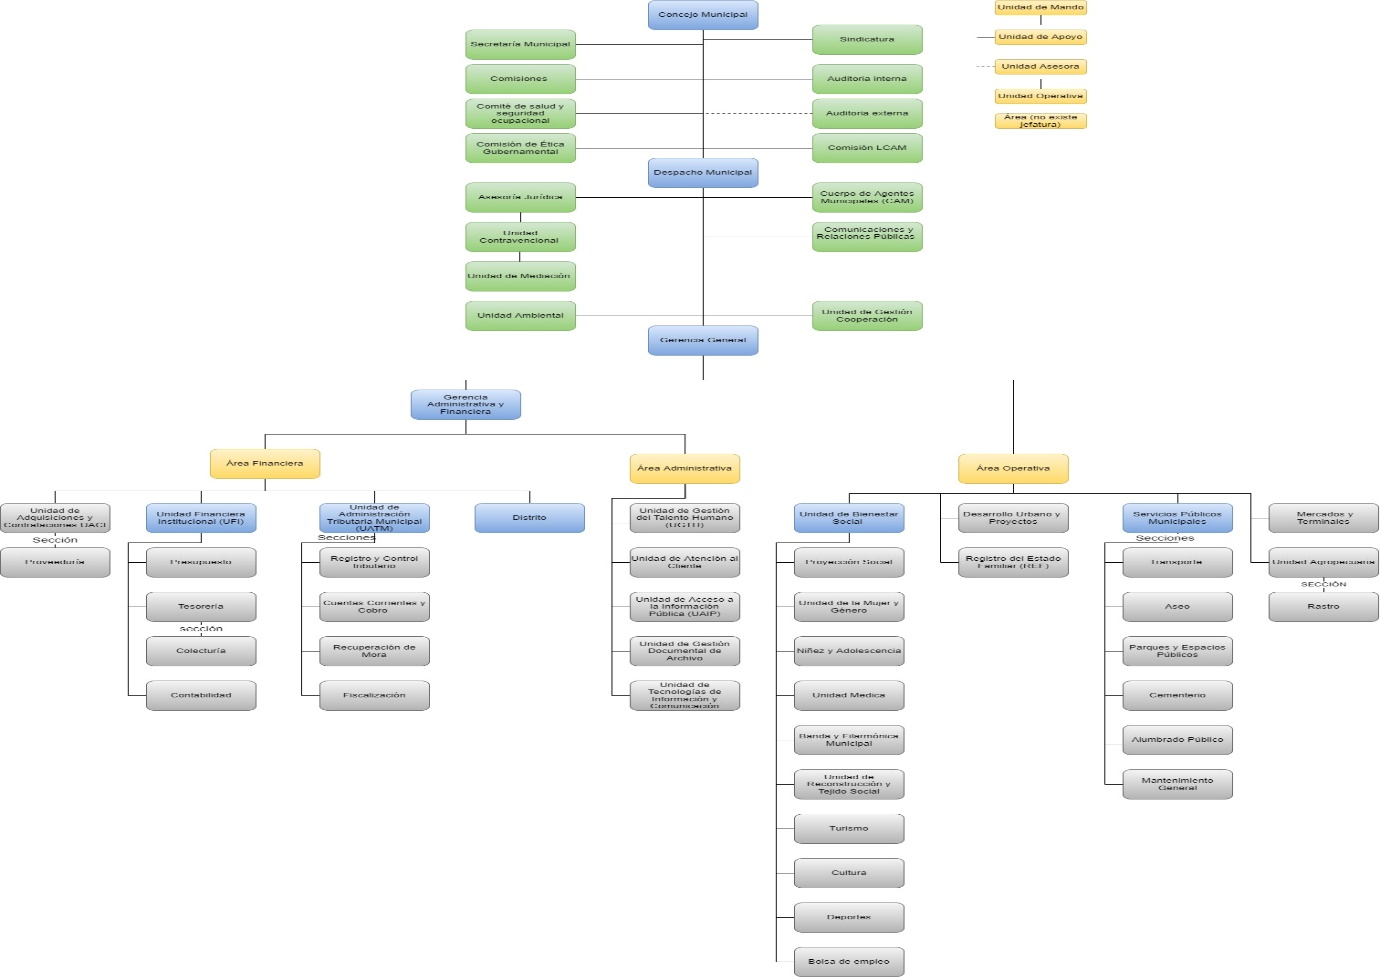 Concejo Municipal
Unidad de Mando
Secretaría Municipal
Sindicatura
Unidad de Apoyo
Comisiones
Auditoria interna
Unidad Asesora
Comité de salud y
seguridad
ocupacional
Auditoria externa
Unidad Operativa
Área (no existe
jefatura)
Comisión de Ética
Gubernamental
Comisión LCAM
Despacho Municipal
Asesoría Jurídica
Cuerpo de Agentes
Municipales (CAM)
Unidad
Contravencional
Comunicaciones y
Relaciones Públicas
Unidad de Mediación
Unidad Ambiental
Unidad de Gestión
Cooperación
Gerencia General
Gerencia
Administrativa y
Financiera
Área Financiera
Área Administrativa
Área Operativa
Unidad de
Adquisiciones y
Contrataciones UACI
Unidad Financiera
Institucional (UFI)
Unidad de
Administración
Tributaria Municipal
(UATM)
Distrito
Unidad de Gestión
del Talento Humano
(UGTH)
Unidad de Bienestar
Social
Desarrollo Urbano y
Proyectos
Servicios Públicos
Municipales
Mercados y
Terminales
Sección
Secciones
Secciones
Proveeduría
Presupuesto
Registro y Control
tributario
Unidad de Atención al
Cliente
Proyección Social
Registro del Estado
Familiar (REF)
Transporte
Unidad Agropecuaria
SECCIÓN
Tesorería
Cuentas Corrientes y
Cobro
Unidad de Acceso a
la Información
Pública (UAIP)
Unidad de la Mujer y
Género
Aseo
Rastro
sección
Colecturía
Recuperación de
Mora
Unidad de Gestión
Documental de
Archivo
Niñez y Adolescencia
Parques y Espacios
Públicos
Contabilidad
Fiscalización
Unidad de
Tecnologías de
Información y
Comunicación
Unidad Medica
Cementerio
Banda y Filarmónica
Municipal
Alumbrado Público
Unidad de
Reconstrucción y
Tejido Social
Mantenimiento
General
Turismo
Cultura
Deportes
Bolsa de empleo